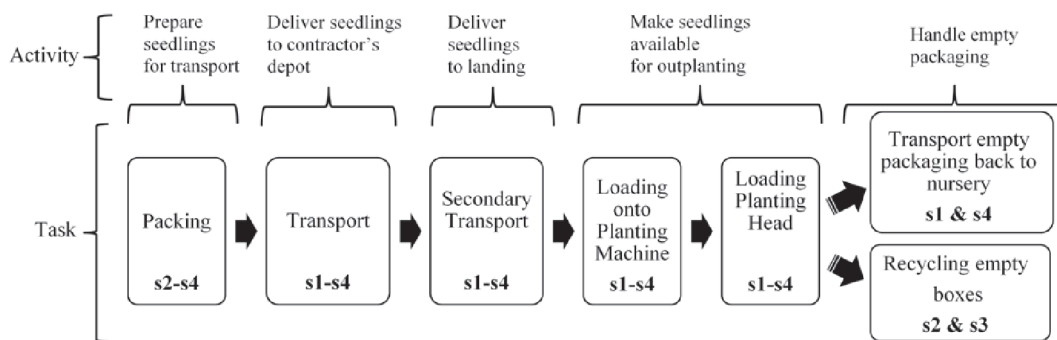 Activity
Prepare
seedlings
for transport
Deliver seedlings
to contractor's
depot
Deliver
seedlings
to landing
Make seedlings
available
for outplanting
Handle empty
packaging
Task
Packing
s2-s4
Transport
s1-s4
Secondary
Transport
s1-s4
Loading
onto
Planting
Machine
s1-s4
Loading
Planting
Head
s1-s4
Transport empty
packaging back to
nursery
s1 & s4
Recycling empty
boxes
s2 & s3